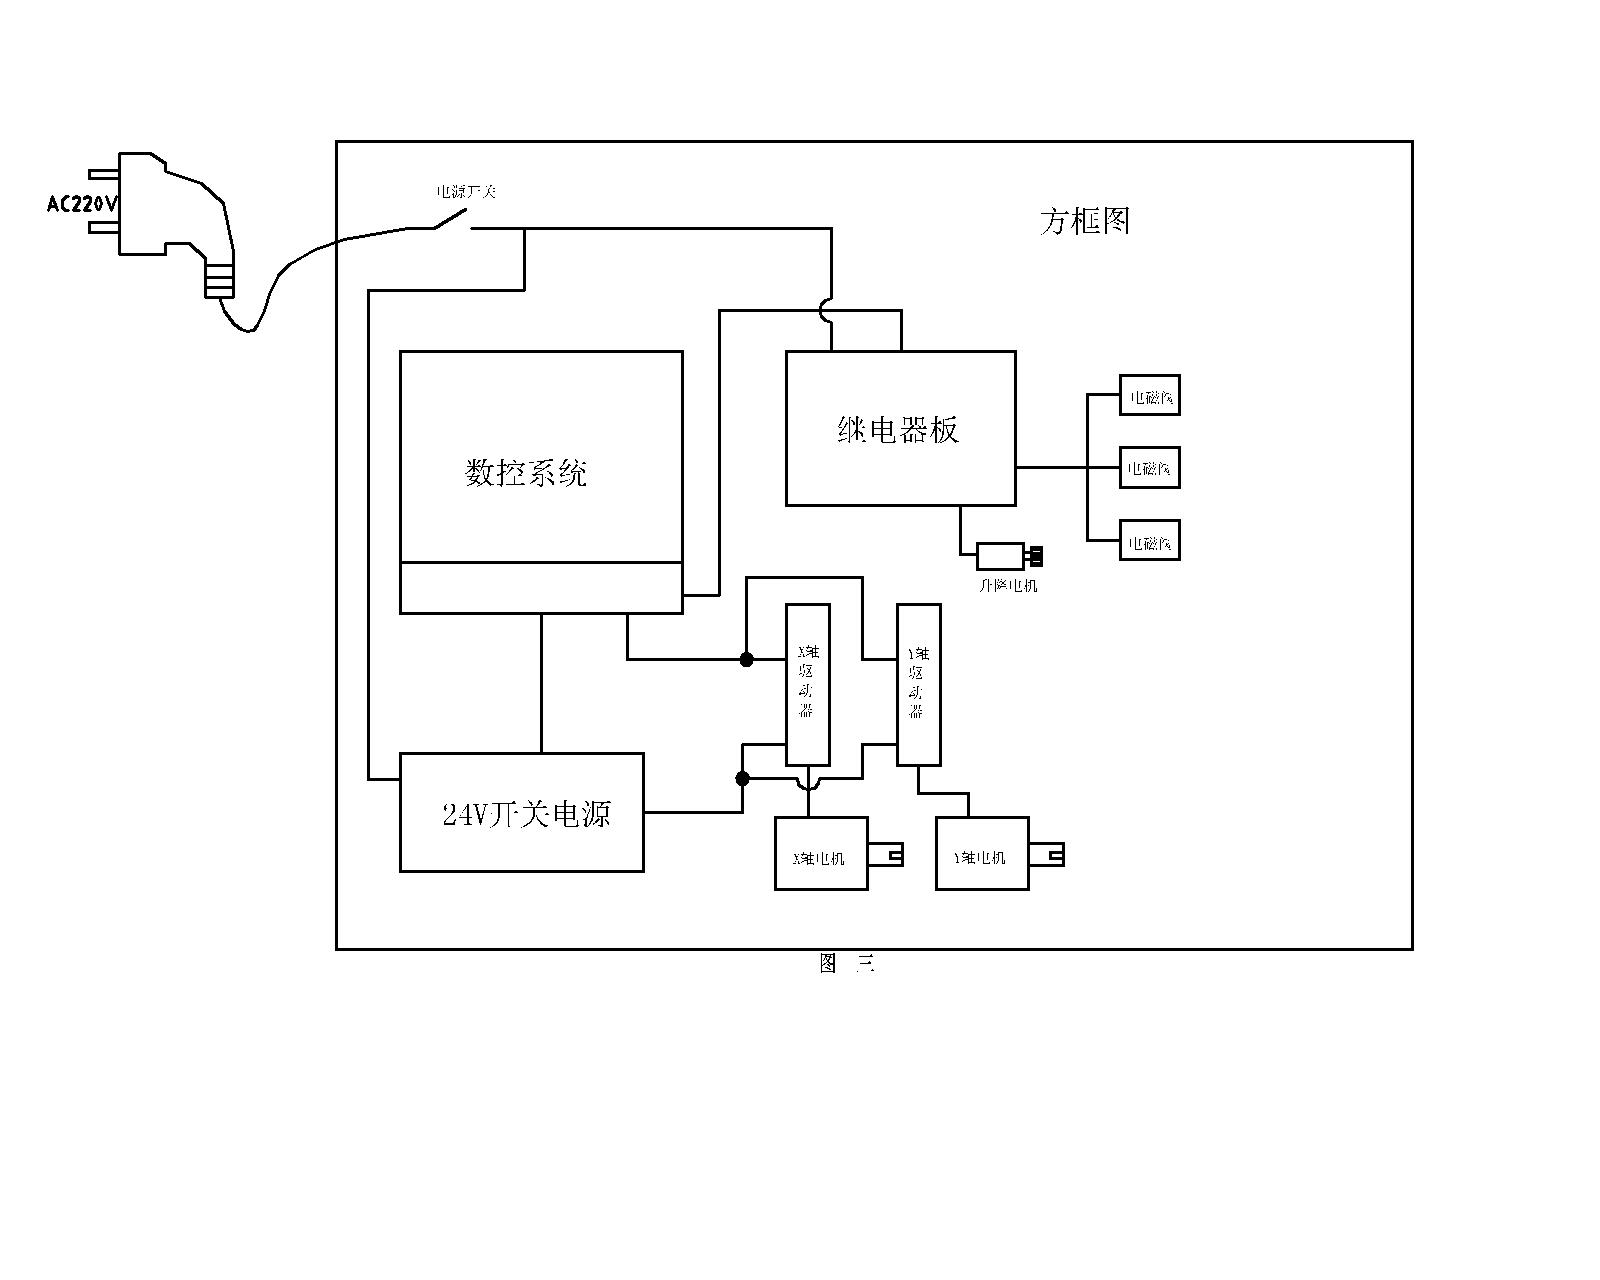 电源开关
AC220V
方框图
继电器板
电磁阀
数控系统
电磁阀
电磁阀
升降电机
X轴驱动器
Y轴驱动器
24V开关电源
X轴电机
Y轴电机
图 三